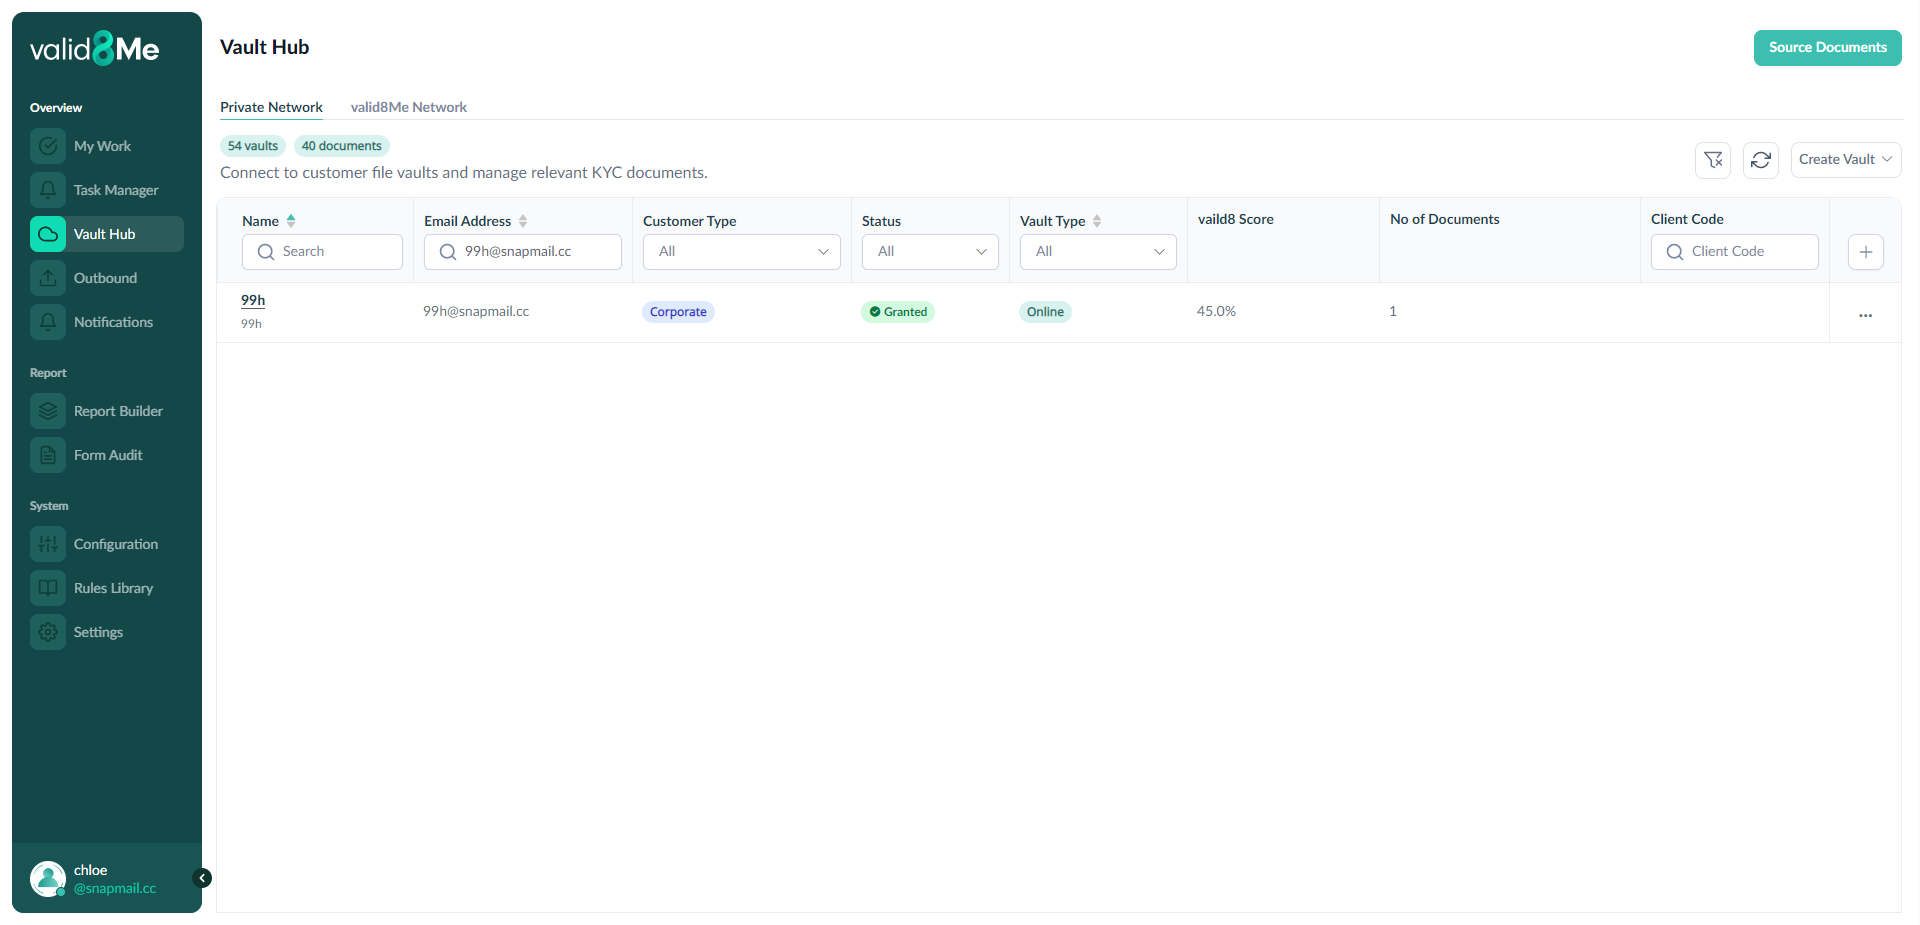 valid8Me
Overview
My Work
Task Manager
Vault Hub
Outbound
Notifications
Report
Report Builder
Form Audit
System
Configuration
Rules Library
Settings
chloe
@snapmail.cc
Vault Hub
Source Documents
Private Network
valid8Me Network
54 vaults
40 documents
Connect to customer file vaults and manage relevant KYC documents.
Create Vault
Name
Email Address
Customer Type
Status
Vault Type
vaild8 Score
No of Documents
Client Code
Search
99h@snapmail.cc
All
All
All
Client Code
99h
99h
99h@snapmail.cc
Corporate
Granted
Online
45.0%
1